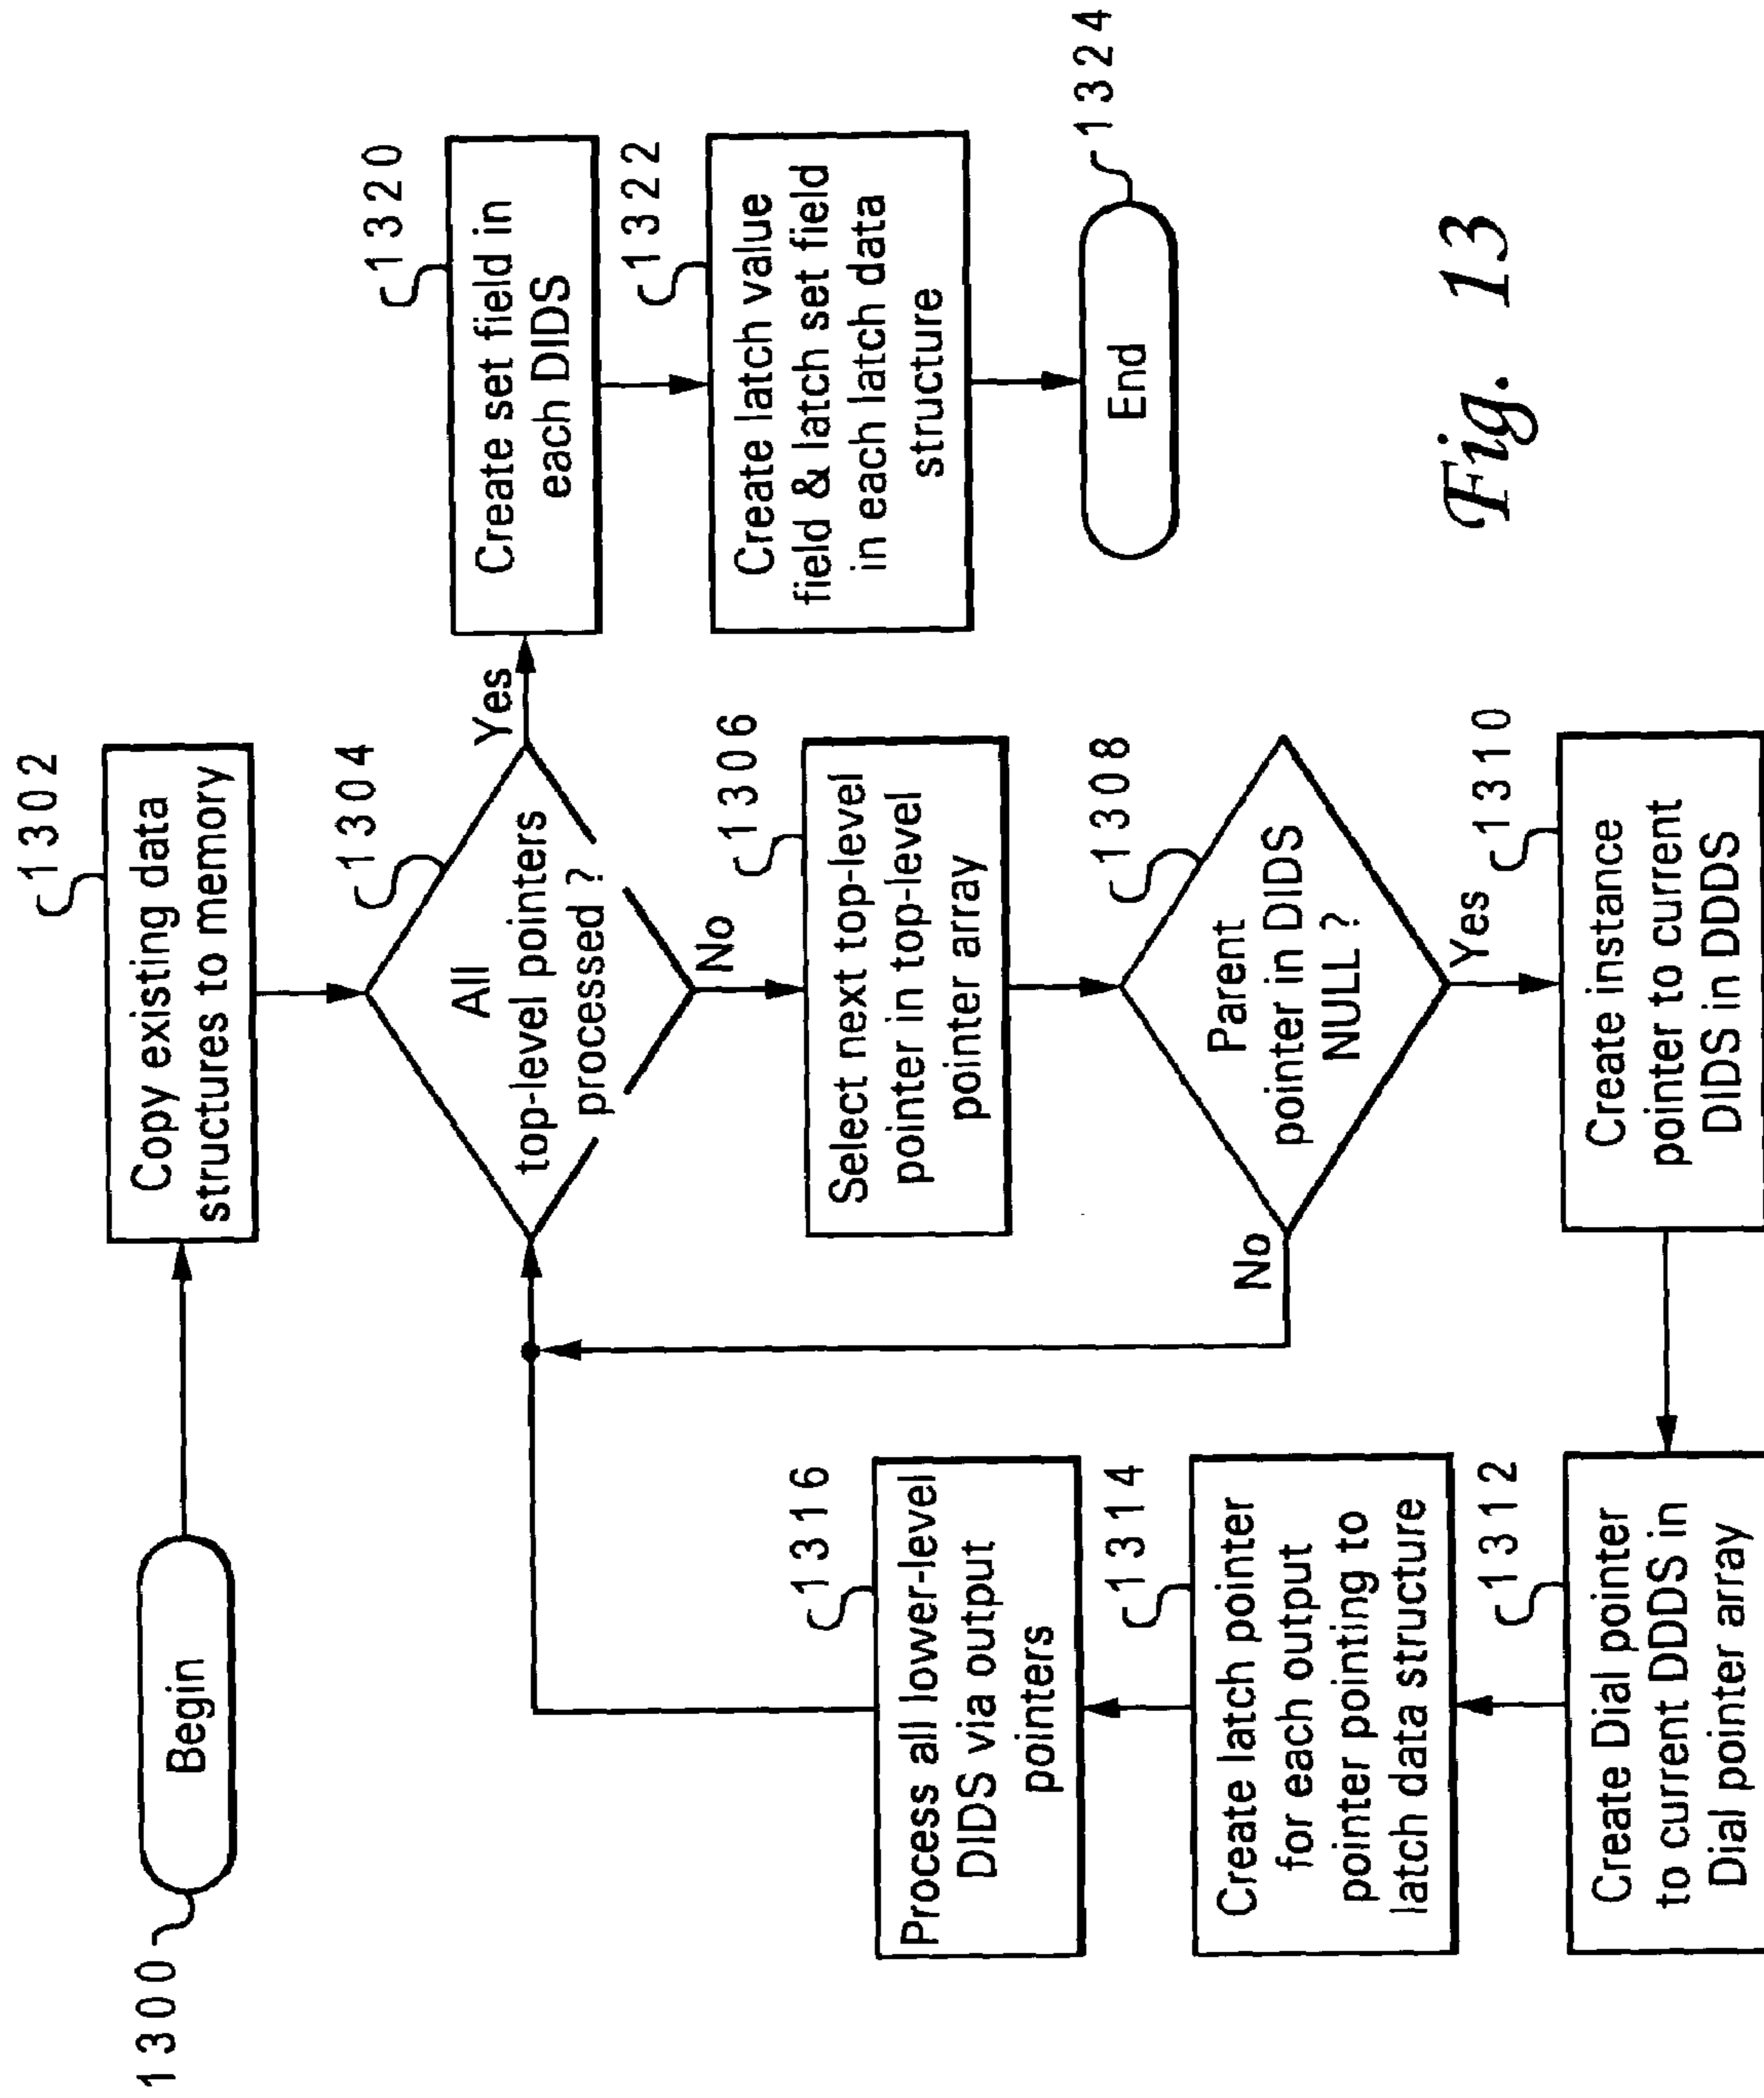 1300
Begin
1302
Copy existing data
structures to memory
1304
All
top-level pointers
processed ?
Yes
No
1306
Select next top-level
pointer in top-level
pointer array
1308
Parent
pointer in DIDS
NULL ?
No
Yes
1310
Create instance
pointer to current
DIDS in DDDS
1312
Create Dial pointer
to current DDDS in
Dial pointer array
1314
Create latch pointer
for each output
pointer pointing to
latch data structure
1316
Process all lower-level
DIDS via output
pointers
1320
Create set field in
each DIDS
1322
Create latch value
field & latch set field
in each latch data
structure
End
1324
Fig. 13